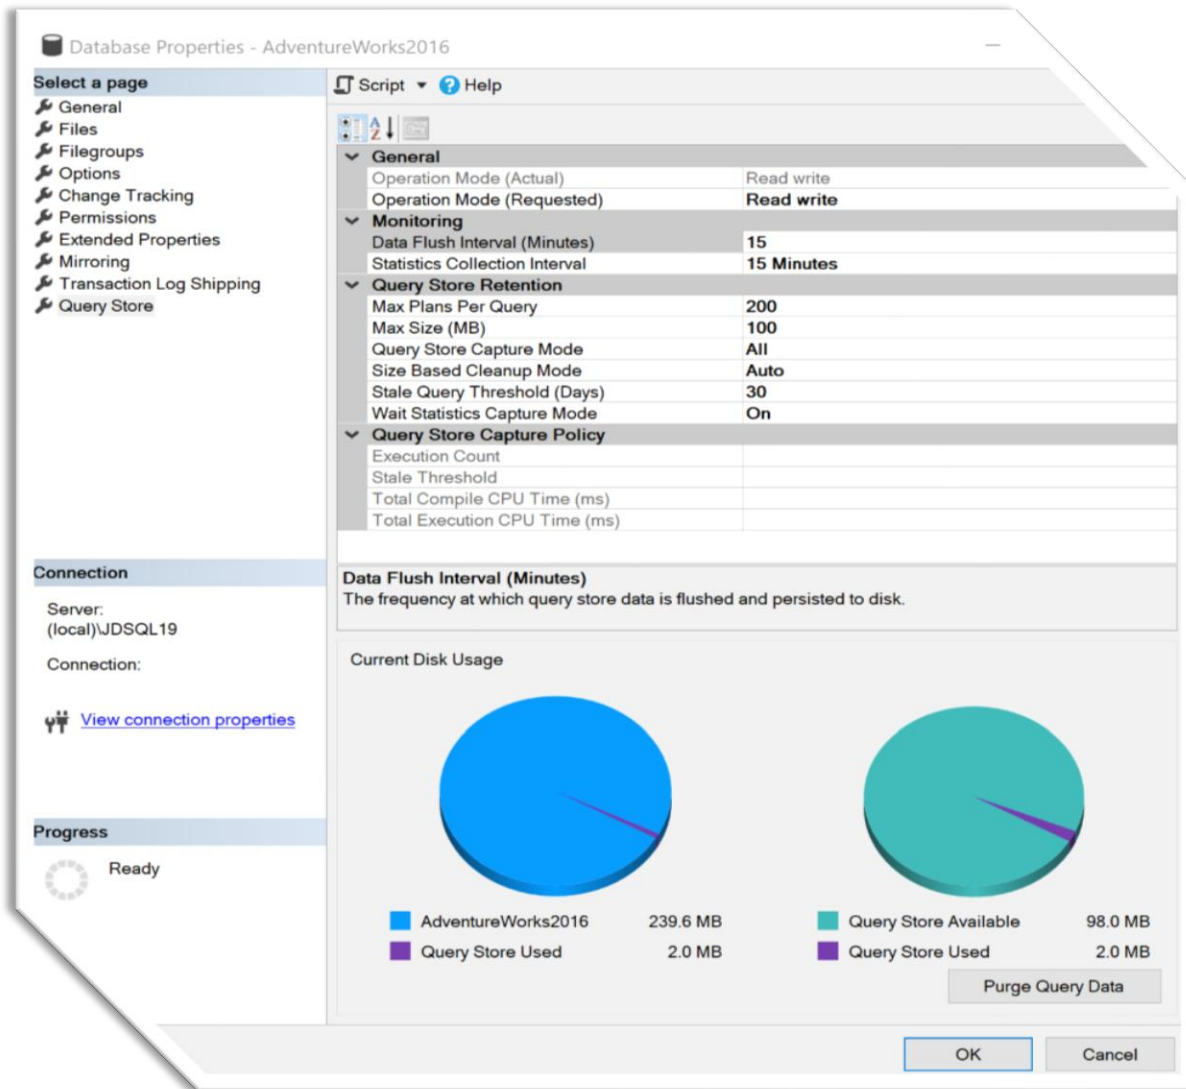 Database Properties - AdventureWorks2016
Select a page
General
Files
Filegroups
Options
Change Tracking
Permissions
Extended Properties
Mirroring
Transaction Log Shipping
Query Store
Script Help
General
Operation Mode (Actual) Read write
Operation Mode (Requested) Read write
Monitoring
Data Flush Interval (Minutes) 15
Statistics Collection Interval 15 Minutes
Query Store Retention
Max Plans Per Query 200
Max Size (MB) 100
Query Store Capture Mode All
Size Based Cleanup Mode Auto
Stale Query Threshold (Days) 30
Wait Statistics Capture Mode On
Query Store Capture Policy
Execution Count
Stale Threshold
Total Compile CPU Time (ms)
Total Execution CPU Time (ms)
Data Flush Interval (Minutes)
The frequency at which query store data is flushed and persisted to disk.
Connection
Server:
(local)\JDSQL19
Connection:
View connection properties
Progress
Ready
Current Disk Usage
AdventureWorks2016 239.6 MB
Query Store Used 2.0 MB
Query Store Available 98.0 MB
Query Store Used 2.0 MB
Purge Query Data
OK Cancel